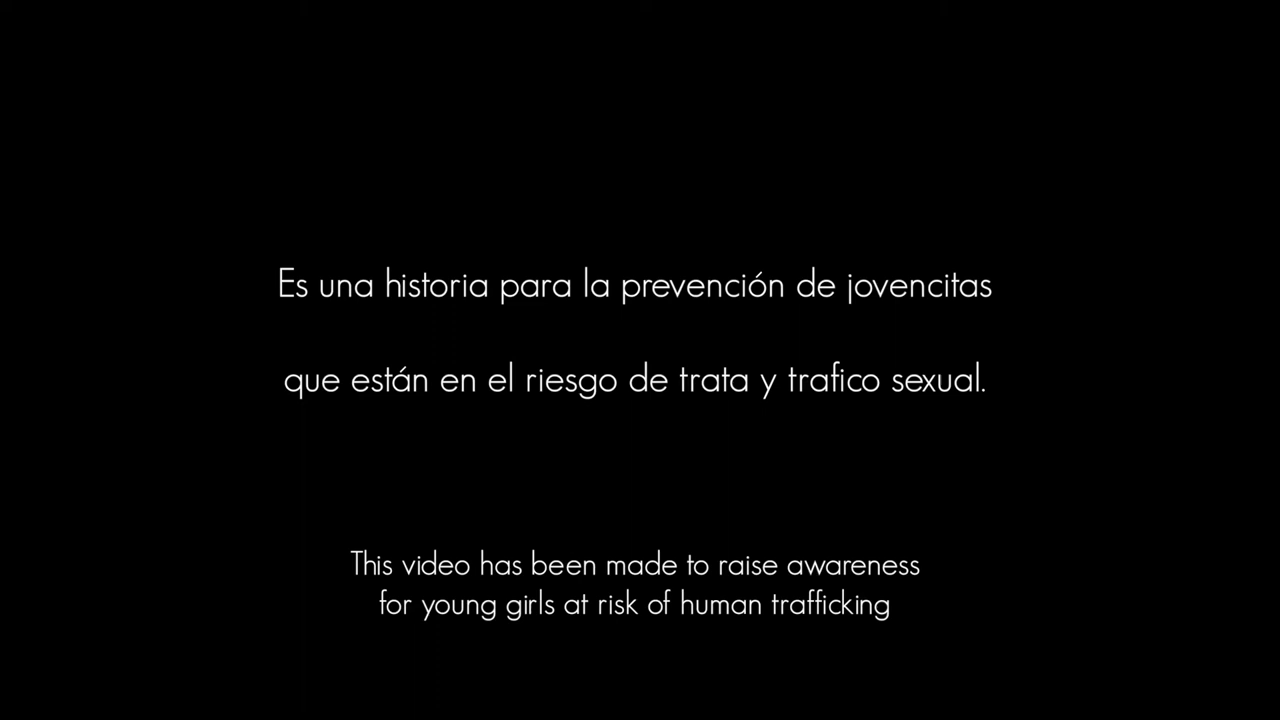 Es una historia para la prevención de jovencitas
que están en el riesgo de trata y trafico sexual.
This video has been made to raise awareness
for young girls at risk of human trafficking